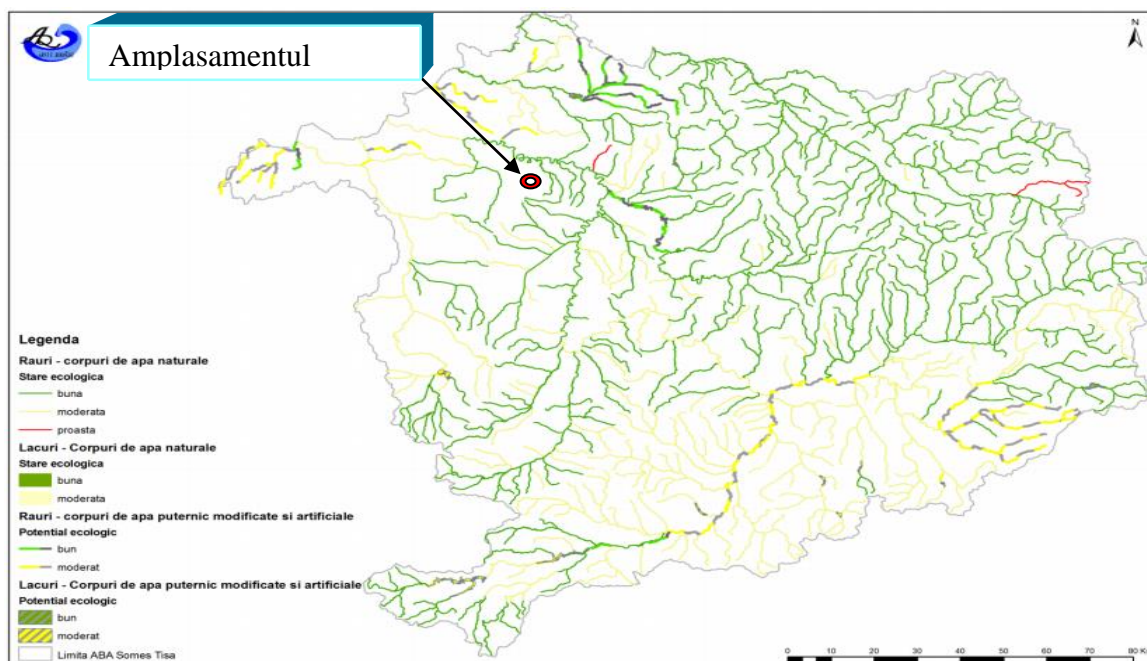 Amplasamentul
N
Legenda
Rauri - corpuri de apa naturale
Stare ecologica
buna
moderata
proasta
Lacuri - Corpuri de apa naturale
Stare ecologica
buna
moderata
Rauri - corpuri de apa puternic modificate si artificiale
Potential ecologic
bun
moderat
Lacuri - Corpuri de apa puternic modificate si artificiale
Potential ecologic
bun
moderat
Limita ABA Somes Tisa
0 10 20 30 40 50 60 70 80 K